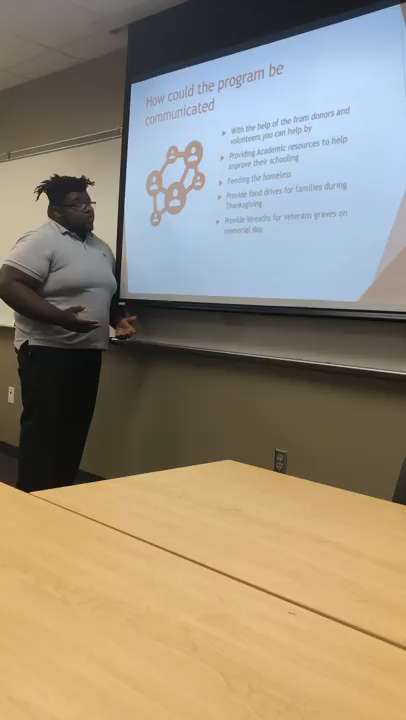 How could the program be
communicated
With the help of the from donors and
volunteers you can help by
Providing Academic resources to help
improve their schooling
Feeding the homeless
Provide food drives for families during
Thanksgiving
Provide Wreaths for veterans graves on
memorial day